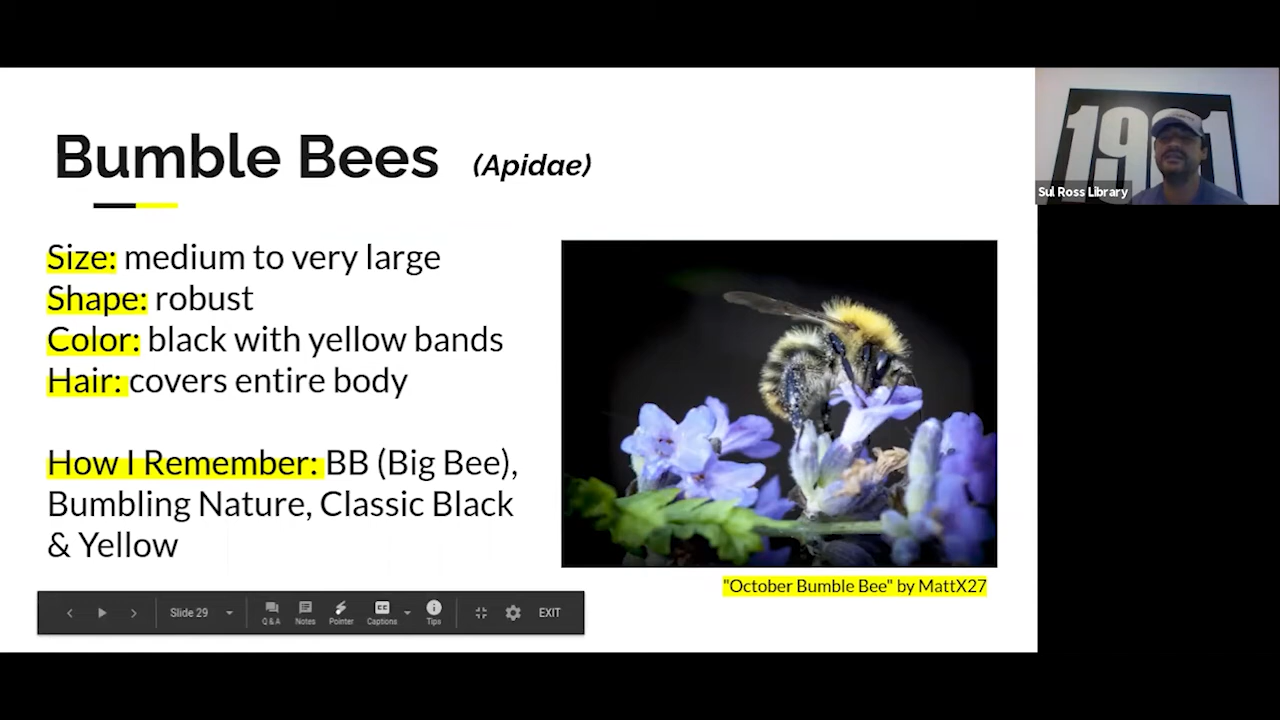 Bumble Bees (Apidae)
Size: medium to very large
Shape: robust
Color: black with yellow bands
Hair: covers entire body
How I Remember: BB (Big Bee),
Bumbling Nature, Classic Black
& Yellow
"October Bumble Bee" by MattX27
Slide 29
Q & A
Notes
Pointer
CC
Captions
Tips
EXIT
1981
Sul Ross Library